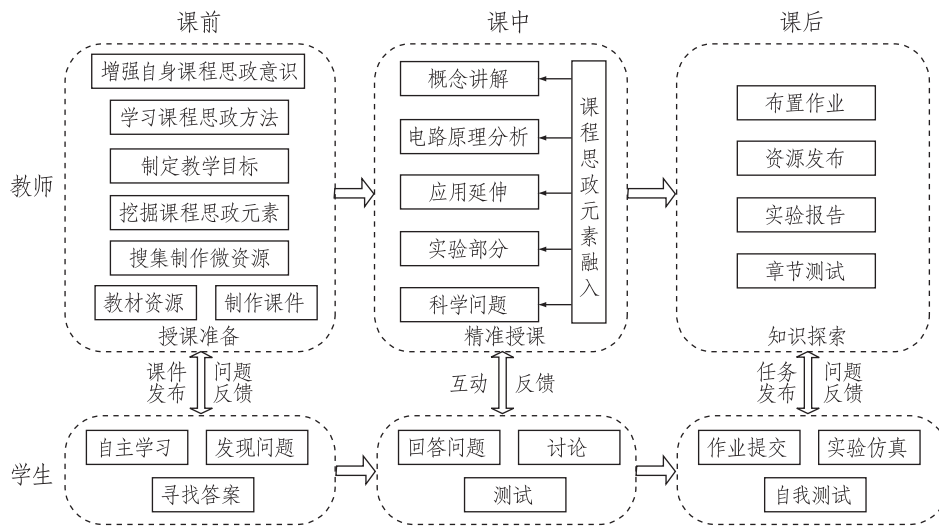 课前 课中 课后
教师
增强自身课程思政意识
学习课程思政方法
制定教学目标
挖掘课程思政元素
搜集制作微资源
教材资源 制作课件
授课准备
概念讲解
电路原理分析
应用延伸
实验部分
科学问题
课程思政元素融入
精准授课
布置作业
资源发布
实验报告
章节测试
知识探索
课件发布 问题反馈
互动 反馈
任务发布 问题反馈
学生
自主学习 发现问题
寻找答案
回答问题 讨论
测试
作业提交 实验仿真
自我测试